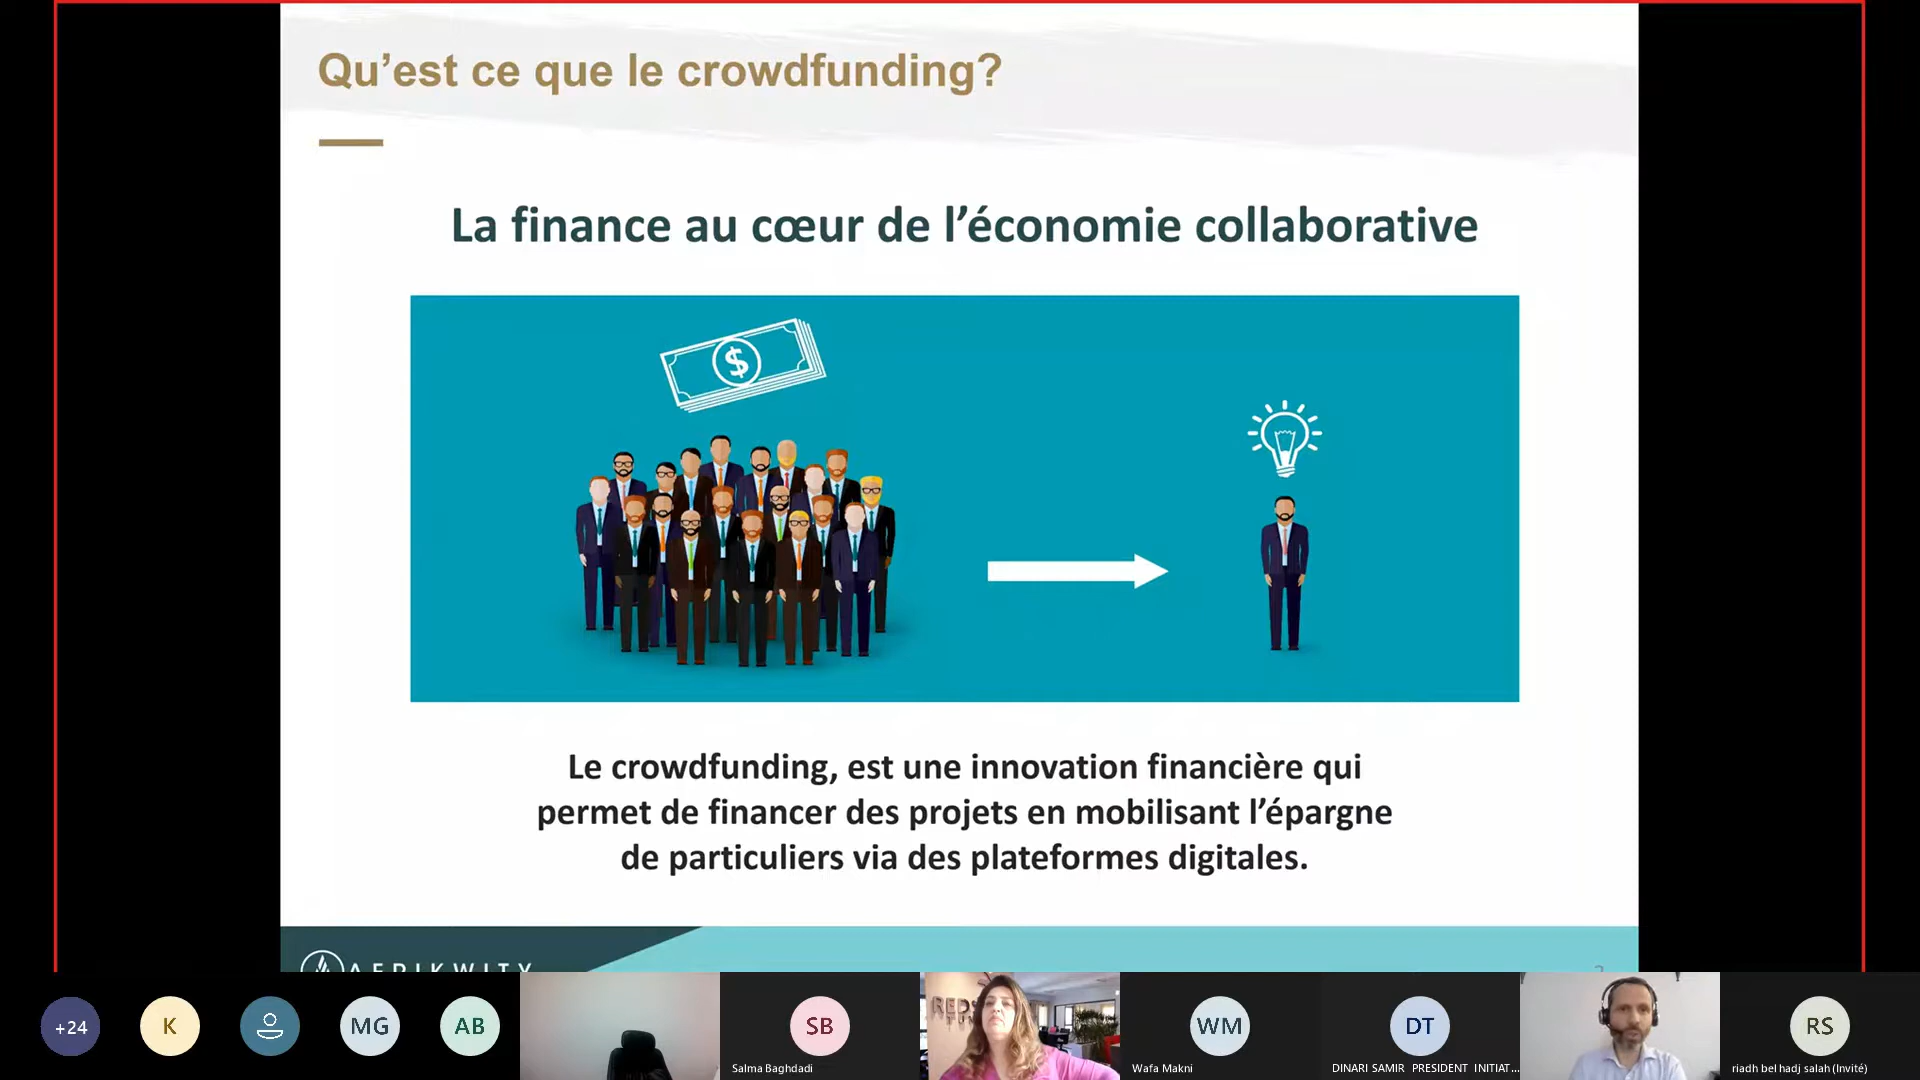 Qu’est ce que le crowdfunding?
La finance au cœur de l’économie collaborative
$
Le crowdfunding, est une innovation financière qui
permet de financer des projets en mobilisant l’épargne
de particuliers via des plateformes digitales.
AFRIKWITY
+24
K
MG
AB
SB
Salma Baghdadi
WM
Wafa Makni
DT
DINARI SAMIR PRESIDENT INITIAT...
RS
riadh bel hadj salah (Invité)